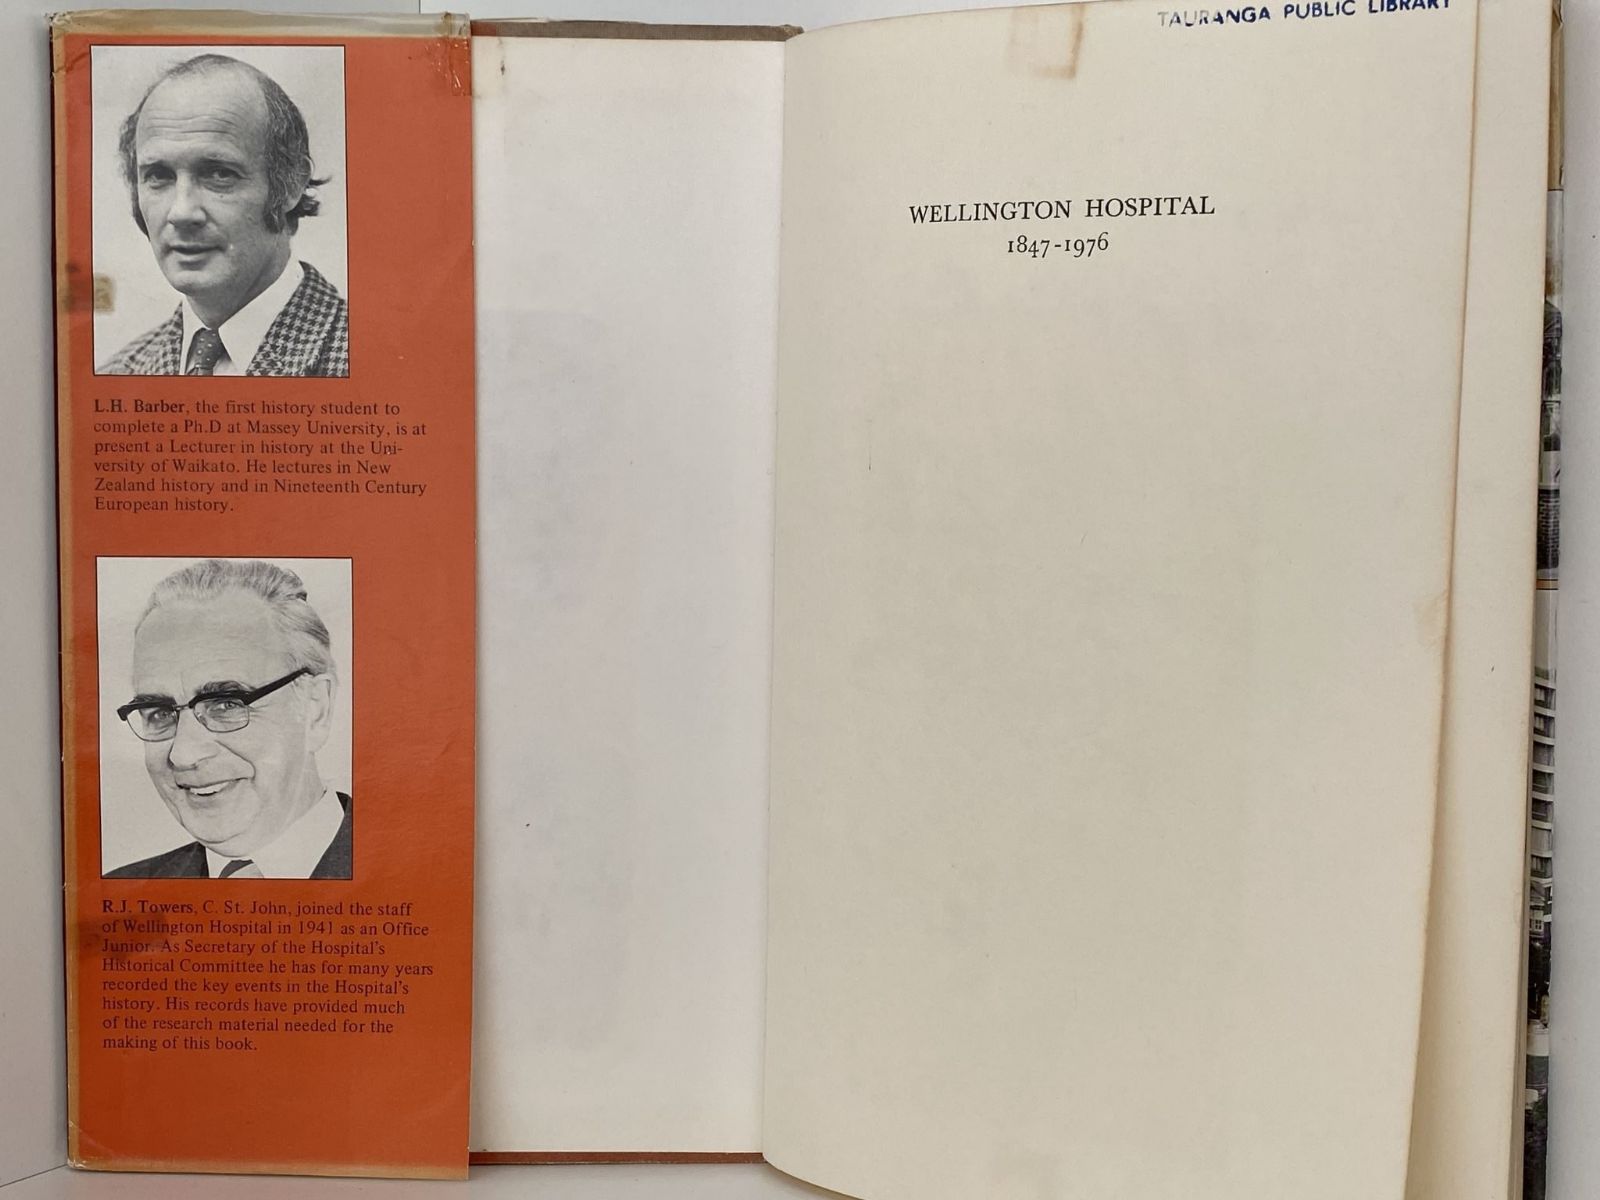 L.H. Barber, the first history student to
complete a Ph.D at Massey University, is at
present a Lecturer in history at the Uni-
versity of Waikato. He lectures in New
Zealand history and in Nineteenth Century
European history.
R.J. Towers, C. St. John, joined the staff
of Wellington Hospital in 1941 as an Office
Junior. As Secretary of the Hospital's
Historical Committee he has for many years
recorded the key events in the Hospital's
history. His records have provided much
of the research material needed for the
making of this book.
TAURANGA PUBLIC LIBRARY
WELLINGTON HOSPITAL
1847-1976